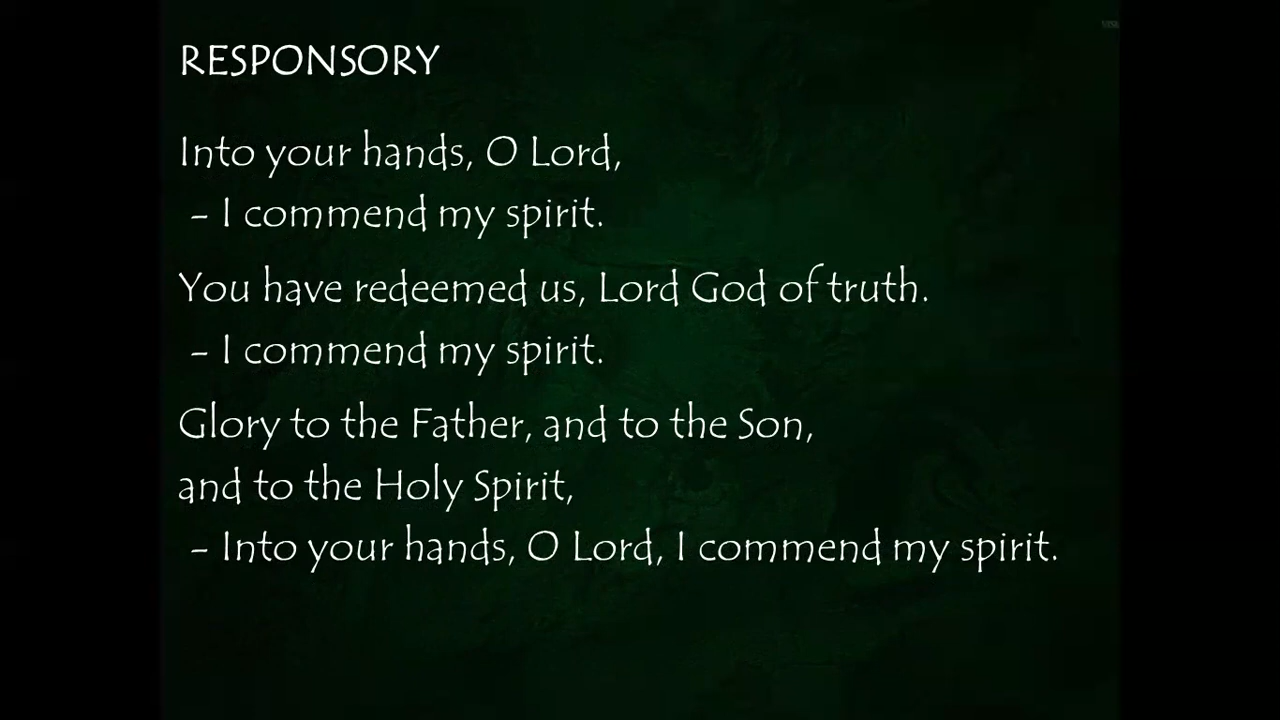 RESPONSORY
Into your hands, O Lord,
– I commend my spirit.
You have redeemed us, Lord God of truth.
– I commend my spirit.
Glory to the Father, and to the Son,
and to the Holy Spirit,
– Into your hands, O Lord, I commend my spirit.